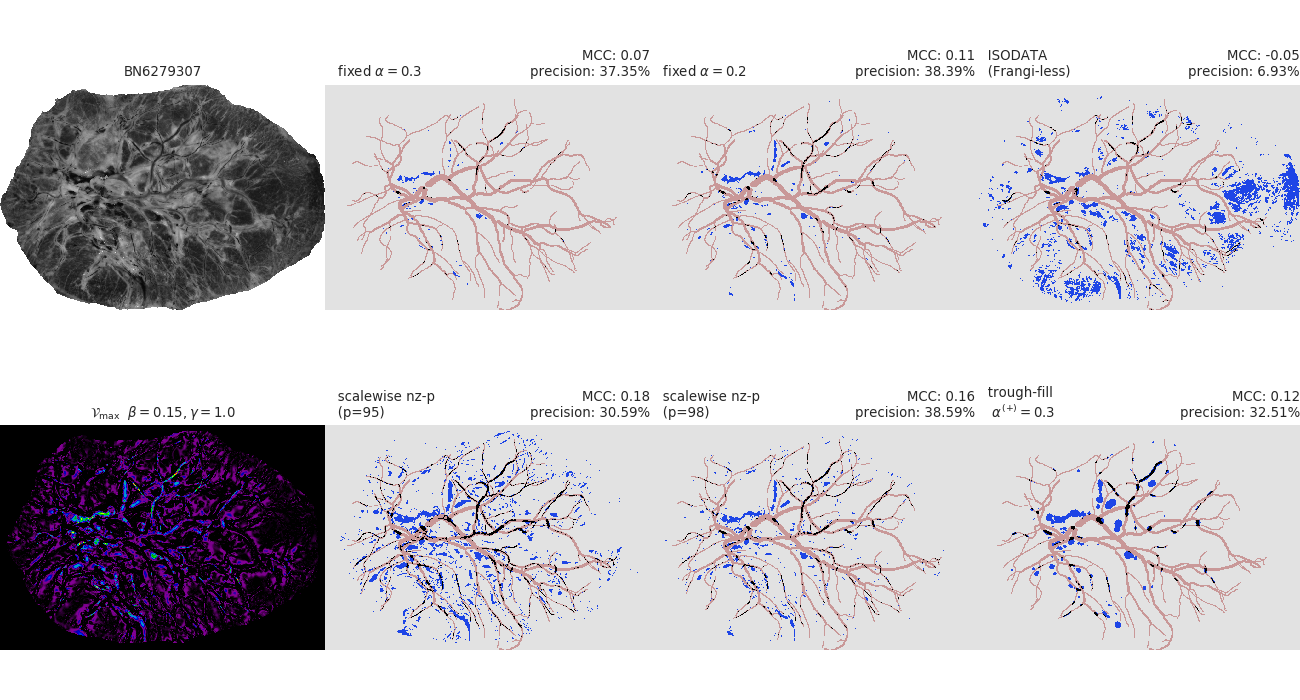 BN6279307
fixed α = 0.3
MCC: 0.07
precision: 37.35%
fixed α = 0.2
MCC: 0.11
precision: 38.39%
ISODATA
(Frangi-less)
MCC: -0.05
precision: 6.93%
𝒱max β = 0.15, γ = 1.0
scalewise nz-p
(p=95)
MCC: 0.18
precision: 30.59%
scalewise nz-p
(p=98)
MCC: 0.16
precision: 38.59%
trough-fill
α(+) = 0.3
MCC: 0.12
precision: 32.51%